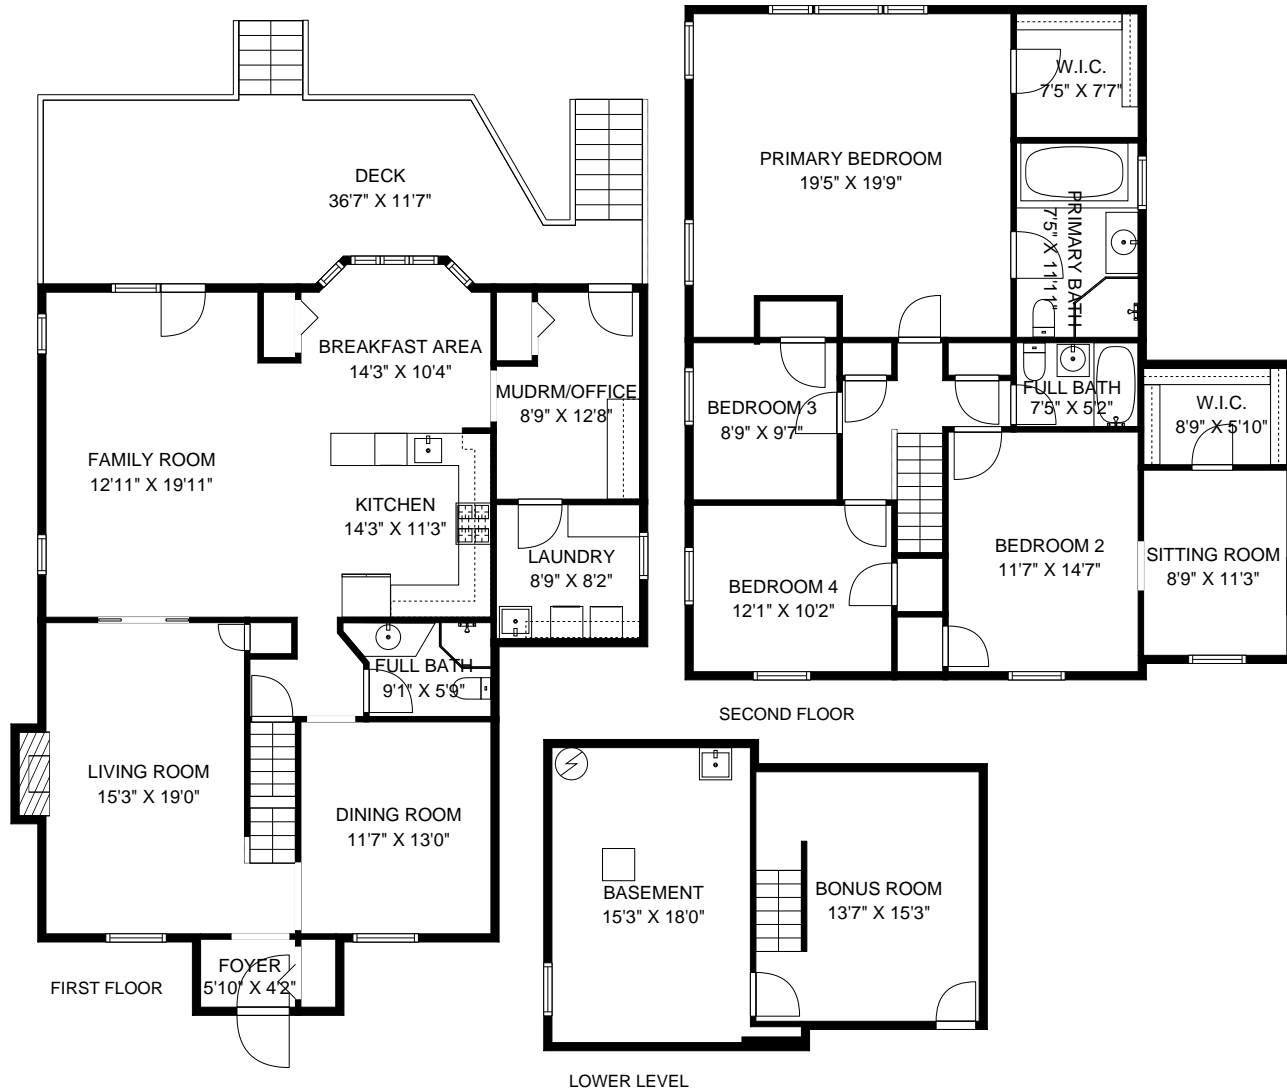 DECK
36'7" X 11'7"
BREAKFAST AREA
14'3" X 10'4"
MUDRM/OFFICE
8'9" X 12'8"
FAMILY ROOM
12'11" X 19'11"
KITCHEN
14'3" X 11'3"
LAUNDRY
8'9" X 8'2"
FULL BATH
9'1" X 5'9"
LIVING ROOM
15'3" X 19'0"
DINING ROOM
11'7" X 13'0"
FOYER
5'10" X 4'2"
FIRST FLOOR
W.I.C.
7'5" X 7'7"
PRIMARY BEDROOM
19'5" X 19'9"
PRIMARY BATH
7'5" X 11'11"
FULL BATH
7'5" X 5'2"
BEDROOM 3
8'9" X 9'7"
W.I.C.
8'9" X 5'10"
BEDROOM 2
11'7" X 14'7"
SITTING ROOM
8'9" X 11'3"
BEDROOM 4
12'1" X 10'2"
SECOND FLOOR
BASEMENT
15'3" X 18'0"
BONUS ROOM
13'7" X 15'3"
LOWER LEVEL